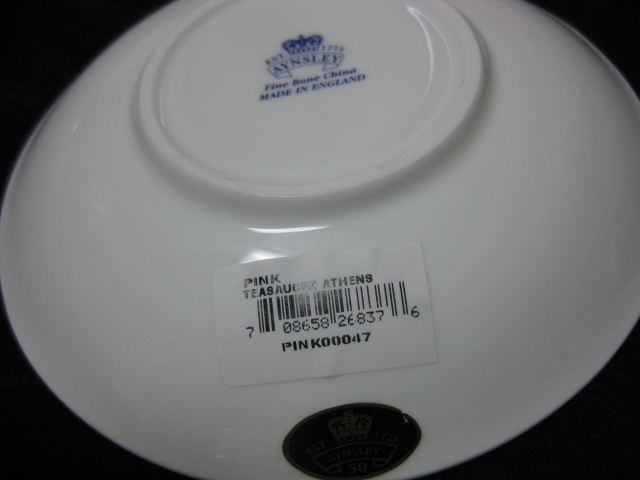 EST 1775
AYNSLEY
Fine Bone China
MADE IN ENGLAND
PINK
TEASAUCER ATHENS
7 08658 26837 6
PINK00047
EST 1775
AYNSLEY
50